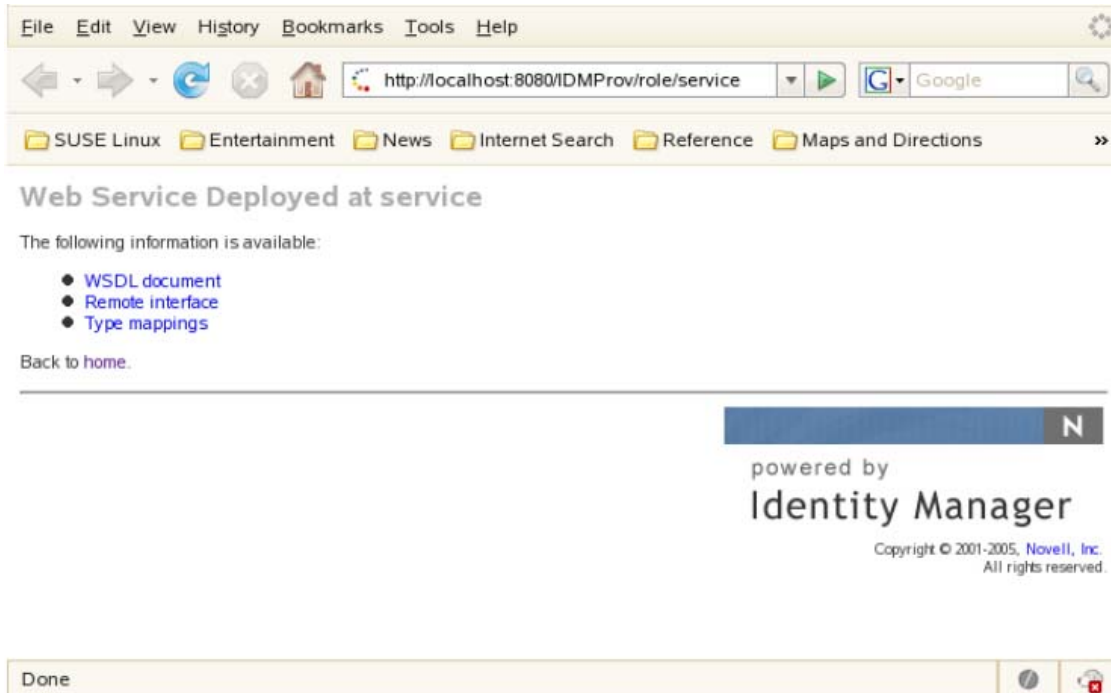 File Edit View History Bookmarks Tools Help
http://localhost:8080/IDMProv/role/service G Google
SUSE Linux Entertainment News Internet Search Reference Maps and Directions »
Web Service Deployed at service
The following information is available:
WSDL document
Remote interface
Type mappings
Back to home.
N
powered by
Identity Manager
Copyright © 2001-2005, Novell, Inc.
All rights reserved.
Done